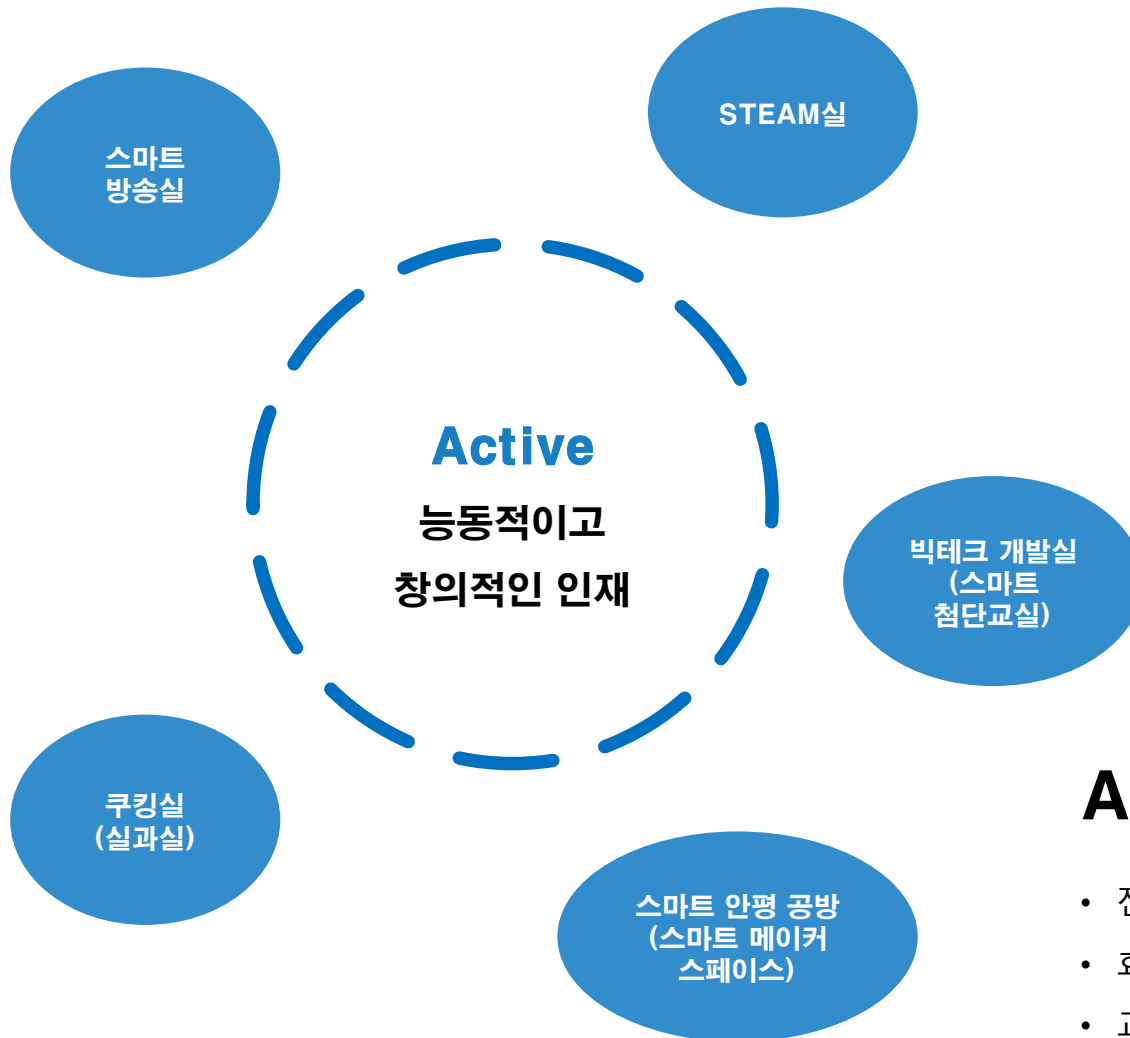 STEAM실
스마트
방송실
Active
능동적이고
창의적인 인재
빅테크 개발실
(스마트
첨단교실)
쿠킹실
(실과실)
스마트 안평 공방
(스마트 메이커
스페이스)
A